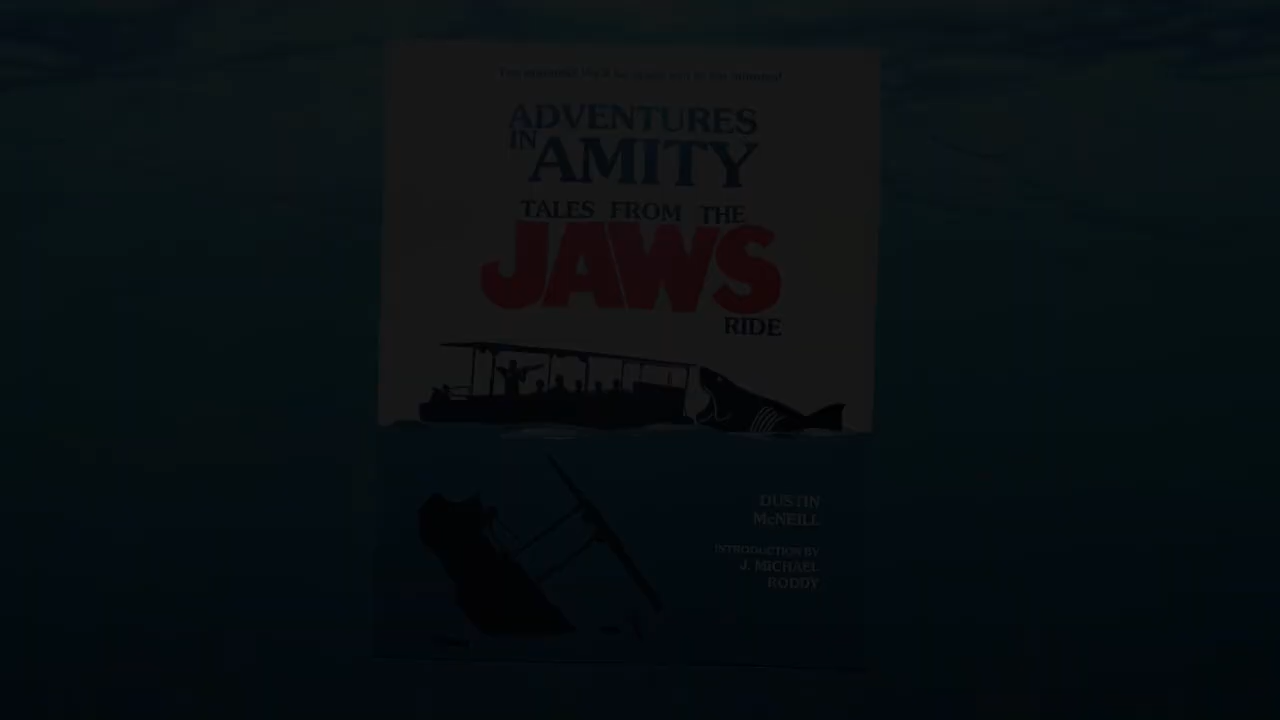 ADVENTURES
IN AMITY
TALES FROM THE
JAWS
RIDE
DUSTIN
McNEILL
INTRODUCTION BY
J. MICHAEL
RODDY